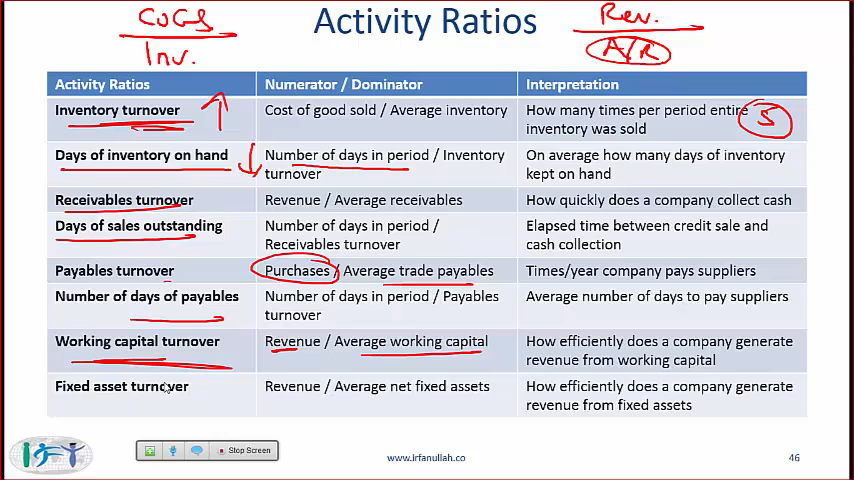 COGS
Inv.
Activity Ratios
Rev.
A/R
Activity Ratios
Numerator / Dominator
Interpretation
Inventory turnover
Cost of good sold / Average inventory
How many times per period entire
inventory was sold
5
Days of inventory on hand
Number of days in period / Inventory
turnover
On average how many days of inventory
kept on hand
Receivables turnover
Revenue / Average receivables
How quickly does a company collect cash
Days of sales outstanding
Number of days in period /
Receivables turnover
Elapsed time between credit sale and
cash collection
Payables turnover
Purchases / Average trade payables
Times/year company pays suppliers
Number of days of payables
Number of days in period / Payables
turnover
Average number of days to pay suppliers
Working capital turnover
Revenue / Average working capital
How efficiently does a company generate
revenue from working capital
Fixed asset turnover
Revenue / Average net fixed assets
How efficiently does a company generate
revenue from fixed assets
Stop Screen
www.irfanullah.co
46